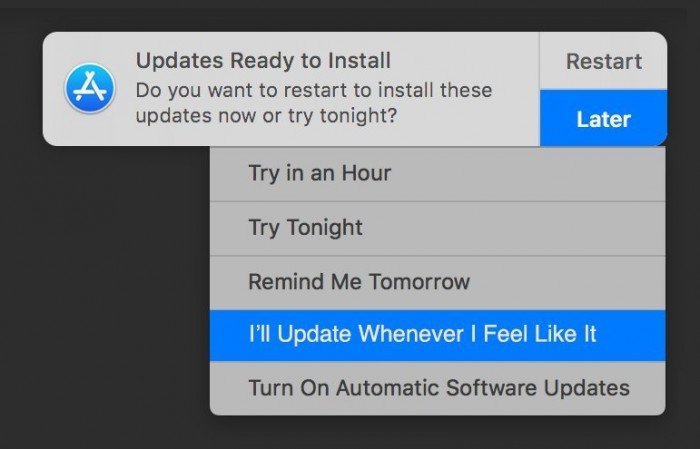 Updates Ready to Install
Do you want to restart to install these
updates now or try tonight?
Restart
Later
Try in an Hour
Try Tonight
Remind Me Tomorrow
I’ll Update Whenever I Feel Like It
Turn On Automatic Software Updates